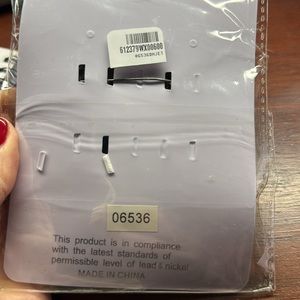 612379WX00600
06536
This product is in compliance
with the latest standards of
permissible level of lead & nickel
MADE IN CHINA